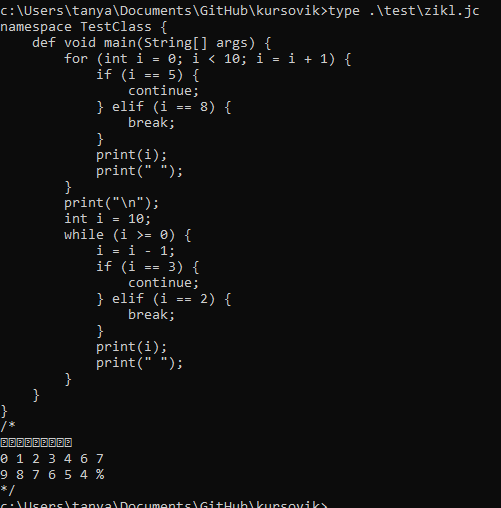 c:\Users\tanya\Documents\GitHub\kursovik>type .\test\zikl.jc
namespace TestClass {
    def void main(String[] args) {
        for (int i = 0; i < 10; i = i + 1) {
            if (i == 5) {
                continue;
            } elif (i == 8) {
                break;
            }
            print(i);
            print(" ");
        }
        print("\n");
        int i = 10;
        while (i >= 0) {
            i = i - 1;
            if (i == 3) {
                continue;
            } elif (i == 2) {
                break;
            }
            print(i);
            print(" ");
        }
    }
}
/*
0 1 2 3 4 6 7
9 8 7 6 5 4 %
*/
c:\Users\tanya\Documents\GitHub\kursovik>